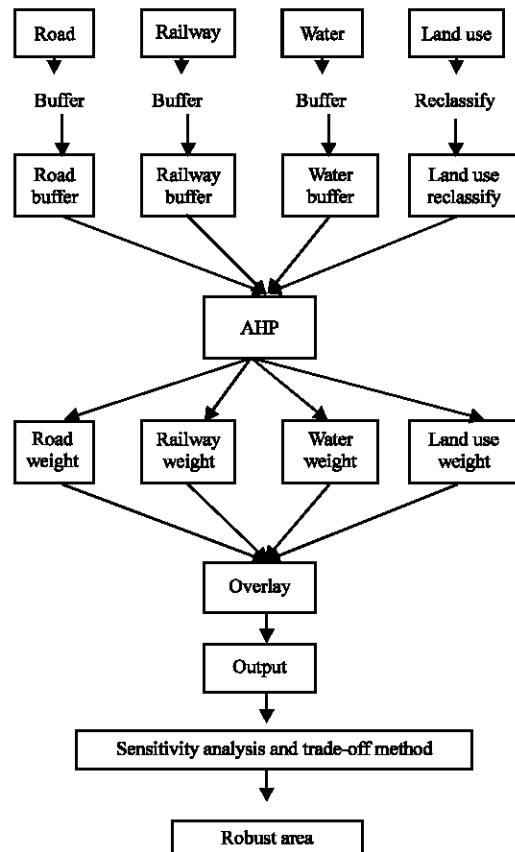 Road
Railway
Water
Land use
Buffer
Buffer
Buffer
Reclassify
Road
buffer
Railway
buffer
Water
buffer
Land use
reclassify
AHP
Road
weight
Railway
weight
Water
weight
Land use
weight
Overlay
Output
Sensitivity analysis and trade-off method
Robust area